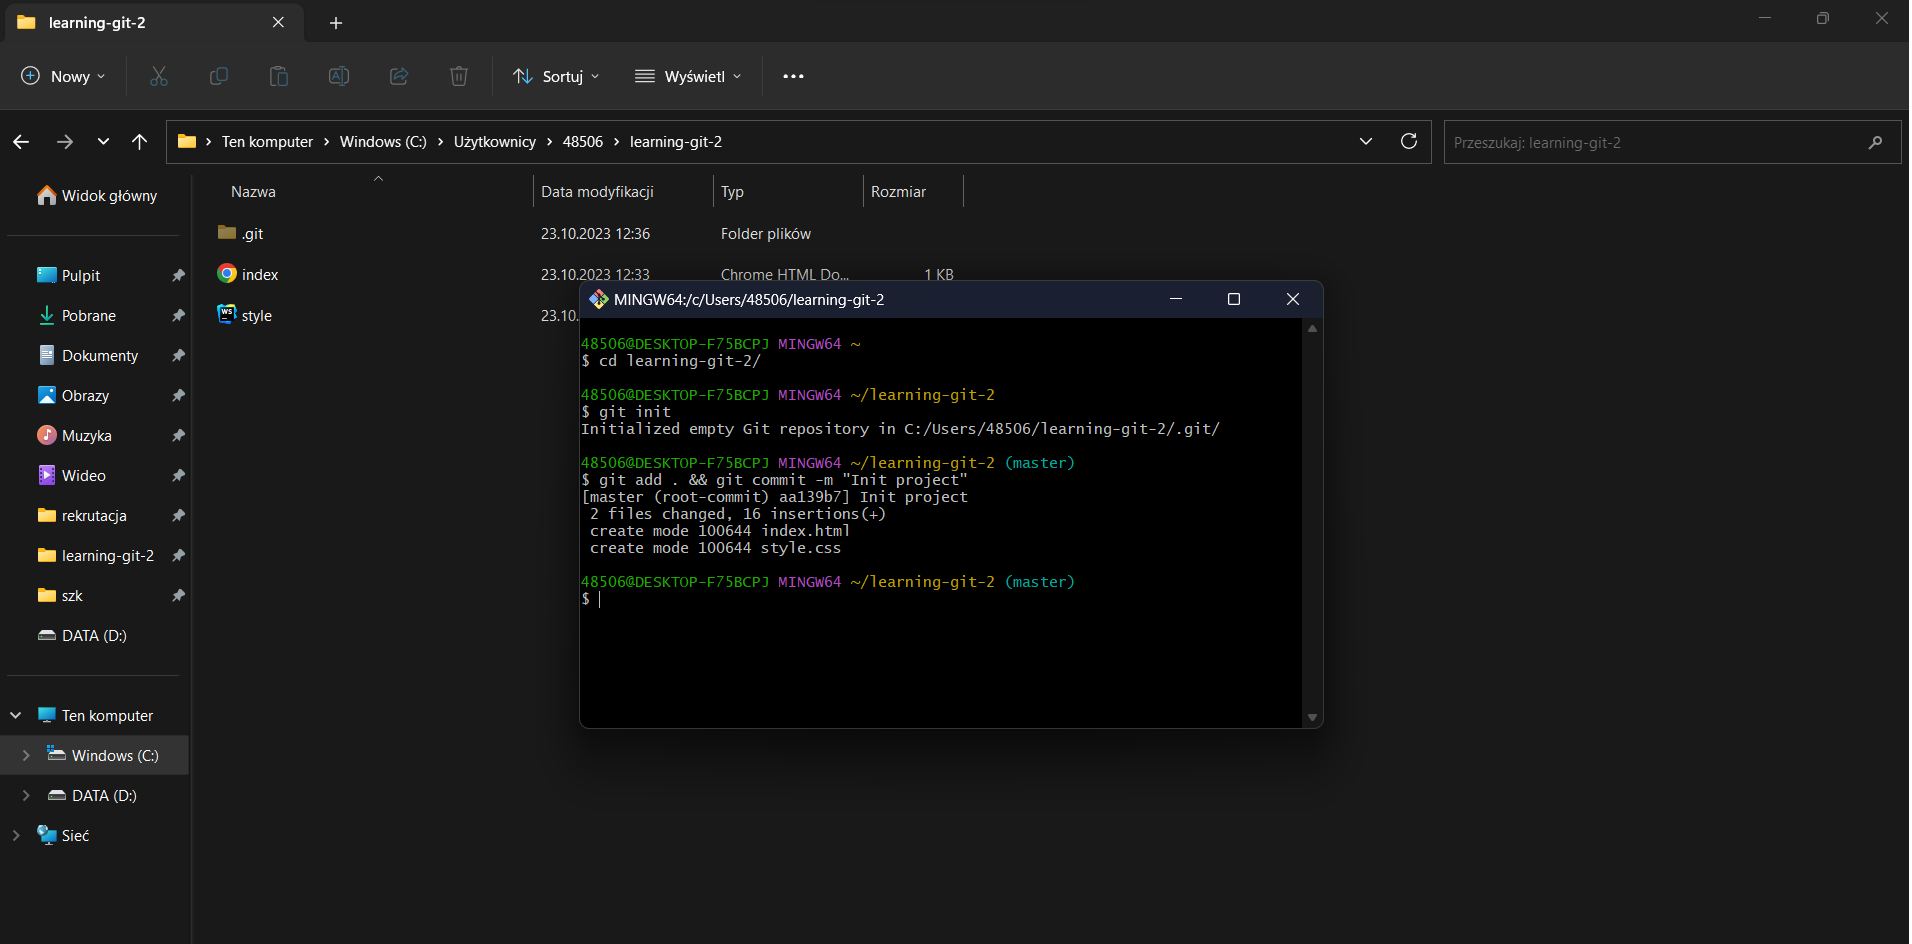 learning-git-2
Nowy
Sortuj
Wyświetl
Ten komputer
Windows (C:)
Użytkownicy
48506
learning-git-2
Przeszukaj: learning-git-2
Widok główny
Pulpit
Pobrane
Dokumenty
Obrazy
Muzyka
Wideo
rekrutacja
learning-git-2
szk
DATA (D:)
Ten komputer
Windows (C:)
DATA (D:)
Sieć
Nazwa Data modyfikacji Typ Rozmiar
.git 23.10.2023 12:36 Folder plików
index 23.10.2023 12:33 Chrome HTML Do... 1 KB
style 23.10.
MINGW64:/c/Users/48506/learning-git-2
48506@DESKTOP-F75BCPJ MINGW64 ~
$ cd learning-git-2/
48506@DESKTOP-F75BCPJ MINGW64 ~/learning-git-2
$ git init
Initialized empty Git repository in C:/Users/48506/learning-git-2/.git/
48506@DESKTOP-F75BCPJ MINGW64 ~/learning-git-2 (master)
$ git add . && git commit -m "Init project"
[master (root-commit) aa139b7] Init project
2 files changed, 16 insertions(+)
create mode 100644 index.html
create mode 100644 style.css
48506@DESKTOP-F75BCPJ MINGW64 ~/learning-git-2 (master)
$